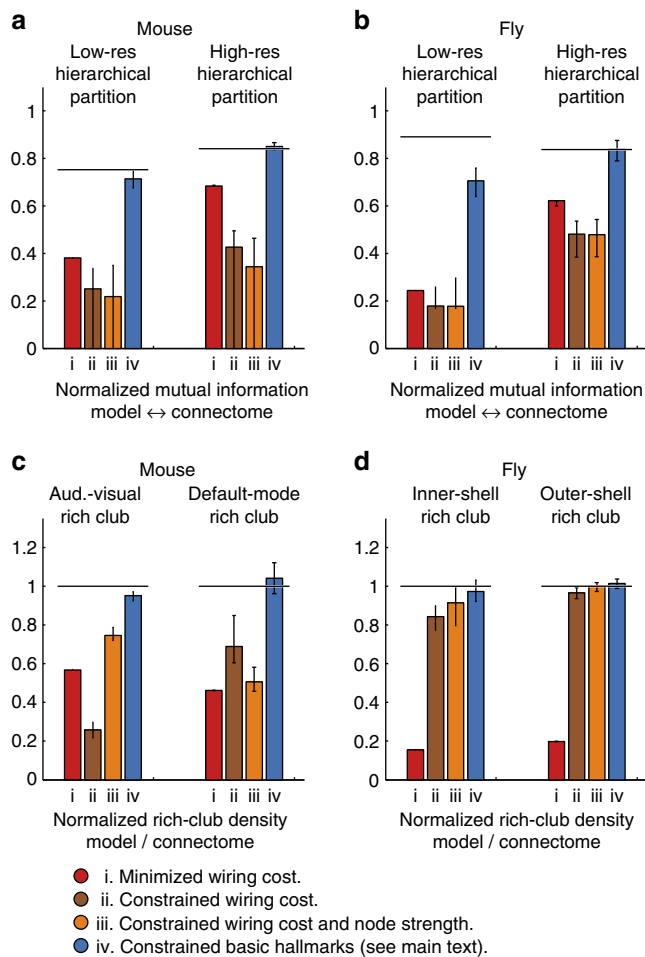 a
Mouse
Low-res
hierarchical
partition
High-res
hierarchical
partition
1
0.8
0.6
0.4
0.2
0
i ii iii iv
i ii iii iv
Normalized mutual information
model ↔ connectome
b
Fly
Low-res
hierarchical
partition
High-res
hierarchical
partition
1
0.8
0.6
0.4
0.2
0
i ii iii iv
i ii iii iv
Normalized mutual information
model ↔ connectome
c
Mouse
Aud.-visual
rich club
Default-mode
rich club
1.2
1
0.8
0.6
0.4
0.2
0
i ii iii iv
i ii iii iv
Normalized rich-club density
model / connectome
d
Fly
Inner-shell
rich club
Outer-shell
rich club
1.2
1
0.8
0.6
0.4
0.2
0
i ii iii iv
i ii iii iv
Normalized rich-club density
model / connectome
i. Minimized wiring cost.
ii. Constrained wiring cost.
iii. Constrained wiring cost and node strength.
iv. Constrained basic hallmarks (see main text).